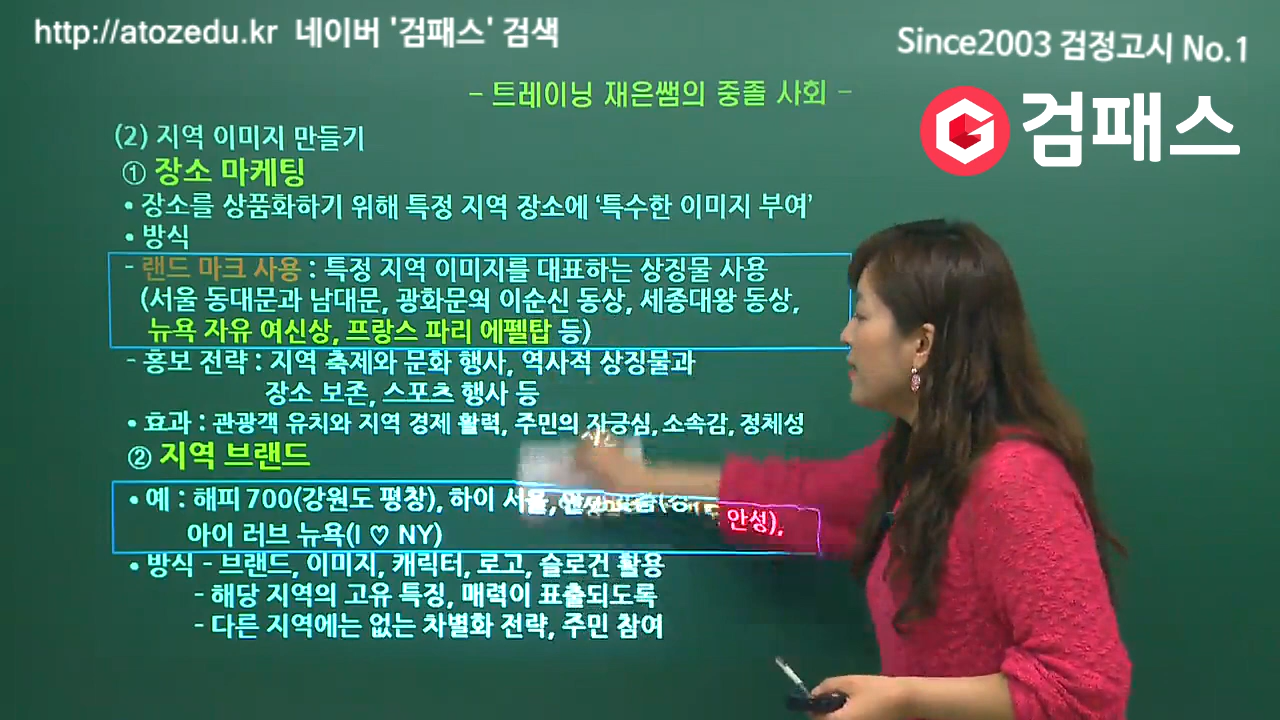 http://atozedu.kr 네이버 '검패스' 검색
Since2003 검정고시 No.1
검패스
- 트레이닝 재은쌤의 중졸 사회 -
(2) 지역 이미지 만들기
① 장소 마케팅
• 장소를 상품화하기 위해 특정 지역 장소에 '특수한 이미지 부여'
• 방식
- 랜드 마크 사용 : 특정 지역 이미지를 대표하는 상징물 사용
(서울 동대문과 남대문, 광화문의 이순신 동상, 세종대왕 동상,
뉴욕 자유 여신상, 프랑스 파리 에펠탑 등)
- 홍보 전략 : 지역 축제와 문화 행사, 역사적 상징물과
장소 보존, 스포츠 행사 등
• 효과 : 관광객 유치와 지역 경제 활력, 주민의 자긍심, 소속감, 정체성
② 지역 브랜드
• 예 : 해피 700(강원도 평창), 하이 서울, 안성),
아이 러브 뉴욕(I ♡ NY)
• 방식 - 브랜드, 이미지, 캐릭터, 로고, 슬로건 활용
- 해당 지역의 고유 특징, 매력이 표출되도록
- 다른 지역에는 없는 차별화 전략, 주민 참여